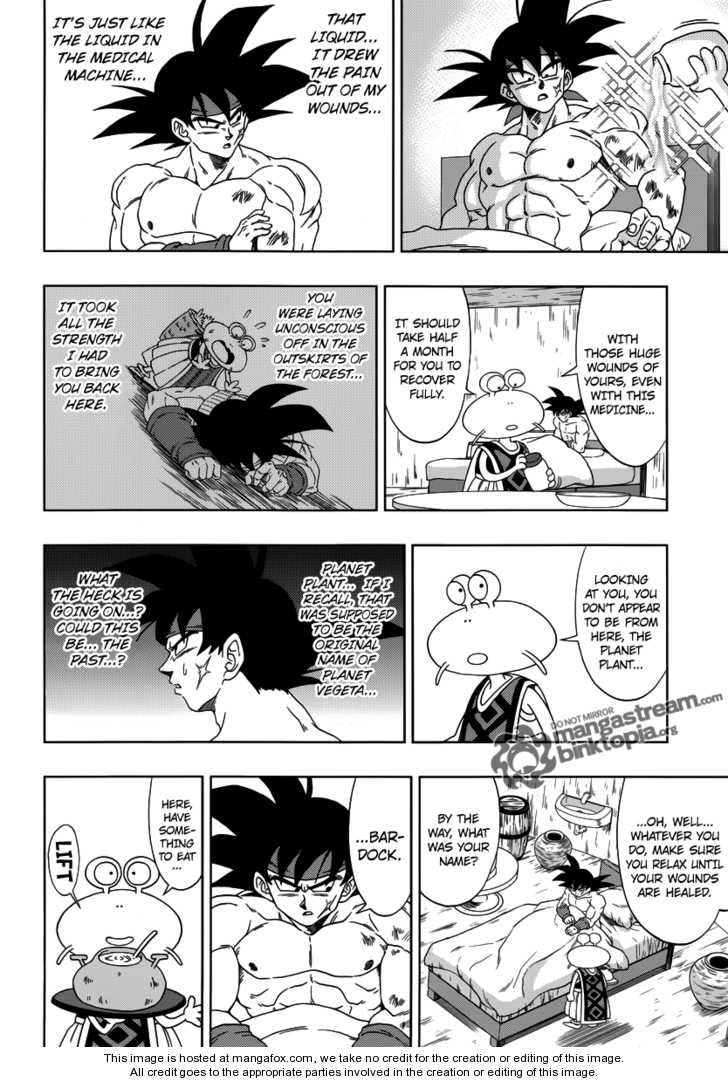 THAT
LIQUID...
...IT DREW
THE PAIN
OUT OF MY
WOUNDS...
IT'S JUST LIKE
THE LIQUID IN
THE MEDICAL
MACHINE...
WITH
THOSE HUGE
WOUNDS OF
YOURS, EVEN
WITH THIS
MEDICINE...
IT SHOULD
TAKE HALF
A MONTH
FOR YOU TO
RECOVER
FULLY.
YOU
WERE LAYING
UNCONSCIOUS
OFF IN THE
OUTSKIRTS OF
THE FOREST...
IT TOOK
ALL THE
STRENGTH
I HAD
TO BRING
YOU BACK
HERE.
LOOKING
AT YOU, YOU
DON'T APPEAR
TO BE FROM
HERE, THE
PLANET
PLANT...
PLANET
PLANT... IF I
RECALL, THAT
WAS SUPPOSED
TO BE THE
ORIGINAL
NAME OF
PLANET
VEGETA...
WHAT
THE HECK IS
GOING ON...?
COULD THIS
BE... THE
PAST...?
DO NOT MIRROR
mangastream.com
binktopia.org
...OH, WELL...
WHATEVER YOU
DO, MAKE SURE
YOU RELAX UNTIL
YOUR WOUNDS
ARE HEALED.
BY THE
WAY, WHAT
WAS YOUR
NAME?
...BAR-
DOCK.
HERE,
HAVE
SOME-
THING
TO EAT
...
LIFT
This image is hosted at mangafox.com, we take no credit for the creation or editing of this image.
All credit goes to the appropriate parties involved in the creation or editing of this image.